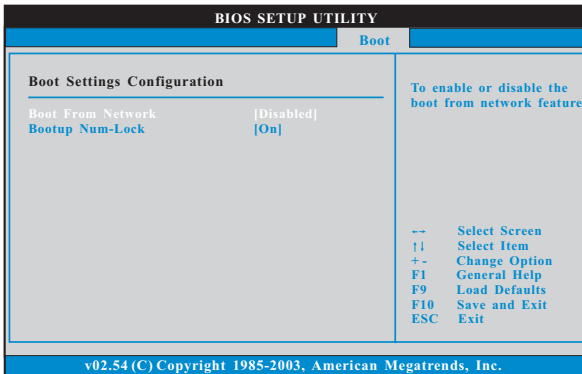 BIOS SETUP UTILITY
Boot
Boot Settings Configuration
Boot From Network [Disabled]
Bootup Num-Lock [On]
To enable or disable the
boot from network feature
←→ Select Screen
↑↓ Select Item
+ - Change Option
F1 General Help
F9 Load Defaults
F10 Save and Exit
ESC Exit
v02.54 (C) Copyright 1985-2003, American Megatrends, Inc.